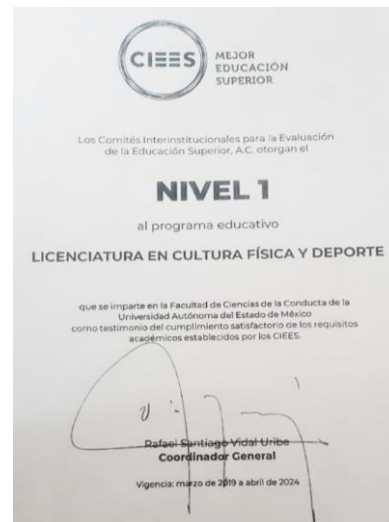 CIEES
MEJOR
EDUCACIÓN
SUPERIOR
Los Comités Interinstitucionales para la Evaluación
de la Educación Superior, A.C. otorgan el
NIVEL 1
al programa educativo
LICENCIATURA EN CULTURA FÍSICA Y DEPORTE
que se imparte en la Facultad de Ciencias de la Conducta de la
Universidad Autónoma del Estado de México
como testimonio del cumplimiento satisfactorio de los requisitos
académicos establecidos por los CIEES.
Rafael Santiago Vidal Uribe
Coordinador General
Vigencia: marzo de 2019 a abril de 2024